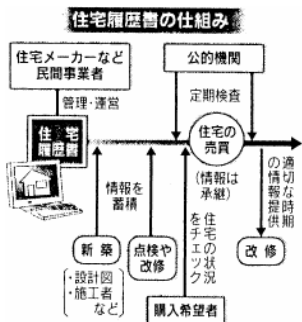 住宅履歴書の仕組み
住宅メーカーなど
民間事業者
公的機関
管理・運営
定期検査
住宅
履歴書
住宅の
売買
(情報は
承継)
適切な時期
の情報提供
情報を
蓄積
住宅の状況
をチェック
新築
・設計図
・施工者
など
点検や
改修
改修
購入希望者